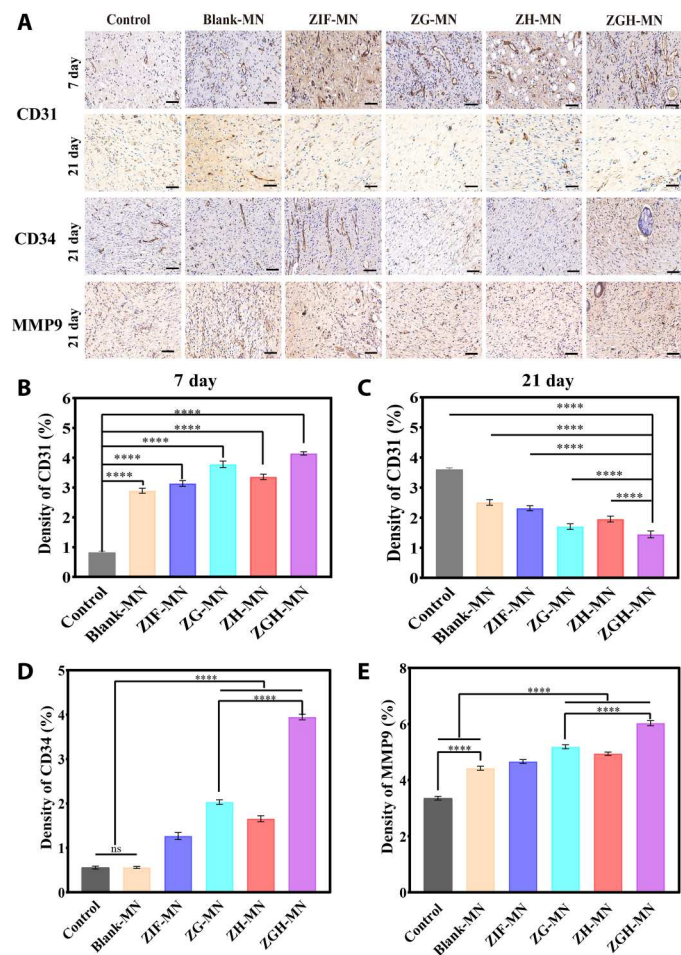 A
Control
Blank-MN
ZIF-MN
ZG-MN
ZH-MN
ZGH-MN
CD31
7 day
21 day
CD34
21 day
MMP9
21 day
B
7 day
Density of CD31 (%)
6
5
4
3
2
1
0
****
****
****
****
****
Control
Blank-MN
ZIF-MN
ZG-MN
ZH-MN
ZGH-MN
C
21 day
Density of CD31 (%)
6
5
4
3
2
1
0
****
****
****
****
****
Control
Blank-MN
ZIF-MN
ZG-MN
ZH-MN
ZGH-MN
D
Density of CD34 (%)
5
4
2
1
0
****
****
ns
Control
Blank-MN
ZIF-MN
ZG-MN
ZH-MN
ZGH-MN
E
Density of MMP9 (%)
8
6
4
2
0
****
****
****
Control
Blank-MN
ZIF-MN
ZG-MN
ZH-MN
ZGH-MN